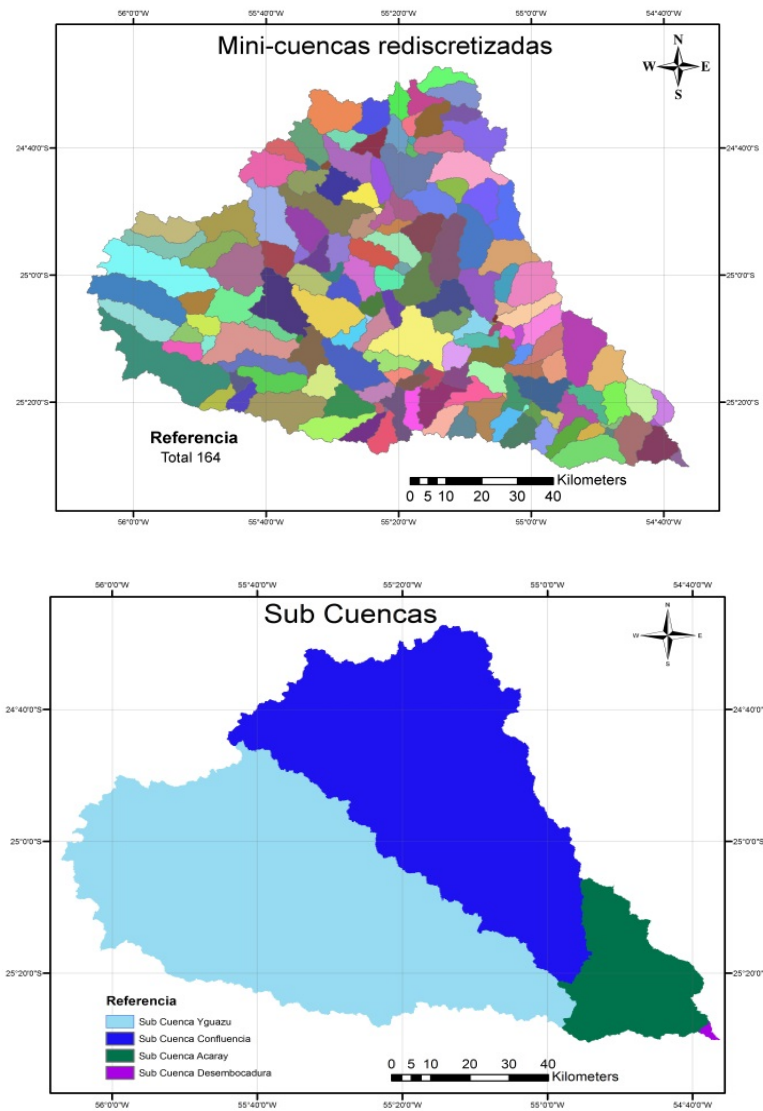 56°0'0"W 55°40'0"W 55°20'0"W 55°0'0"W 54°40'0"W
Mini-cuencas rediscretizadas
N
W E
S
24°40'0"S 24°40'0"S
25°0'0"S 25°0'0"S
25°20'0"S 25°20'0"S
Referencia
Total 164
Kilometers
0 5 10 20 30 40
56°0'0"W 55°40'0"W 55°20'0"W 55°0'0"W 54°40'0"W
56°0'0"W 55°40'0"W 55°20'0"W 55°0'0"W 54°40'0"W
Sub Cuencas
N
W E
S
24°40'0"S 24°40'0"S
25°0'0"S 25°0'0"S
25°20'0"S 25°20'0"S
Referencia
Sub Cuenca Yguazu
Sub Cuenca Confluencia
Sub Cuenca Acaray
Sub Cuenca Desembocadura
0 5 10 20 30 40
Kilometers
56°0'0"W 55°40'0"W 55°20'0"W 55°0'0"W 54°40'0"W